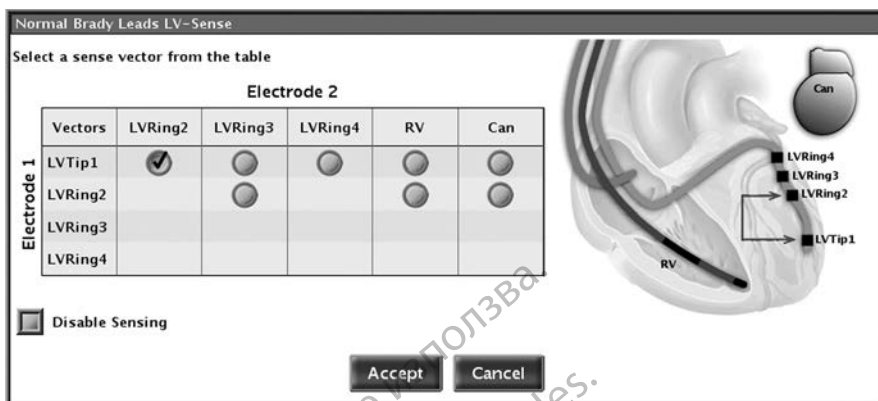 Normal Brady Leads LV-Sense
Select a sense vector from the table
Electrode 2
Electrode 1
Vectors LVRing2 LVRing3 LVRing4 RV Can
LVTip1
LVRing2
LVRing3
LVRing4
Disable Sensing
Accept Cancel
Can
LVRing4
LVRing3
LVRing2
LVTip1
RV